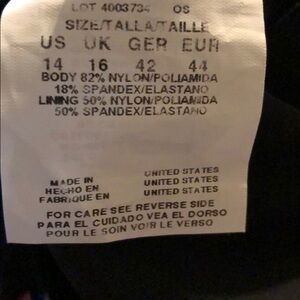 LOT 4003734 OS
SIZE/TALLA/TAILLE
US UK GER EUR
14 16 42 44
BODY 82% NYLON/POLIAMIDA
18% SPANDEX/ELASTANO
LINING 50% NYLON/POLIAMIDA
50% SPANDEX/ELASTANO
MADE IN UNITED STATES
HECHO EN UNITED STATES
FABRIQUE EN UNITED STATES
FOR CARE SEE REVERSE SIDE
PARA EL CUIDADO VEA EL DORSO
POUR LE SOIN VOIR LE VERSO